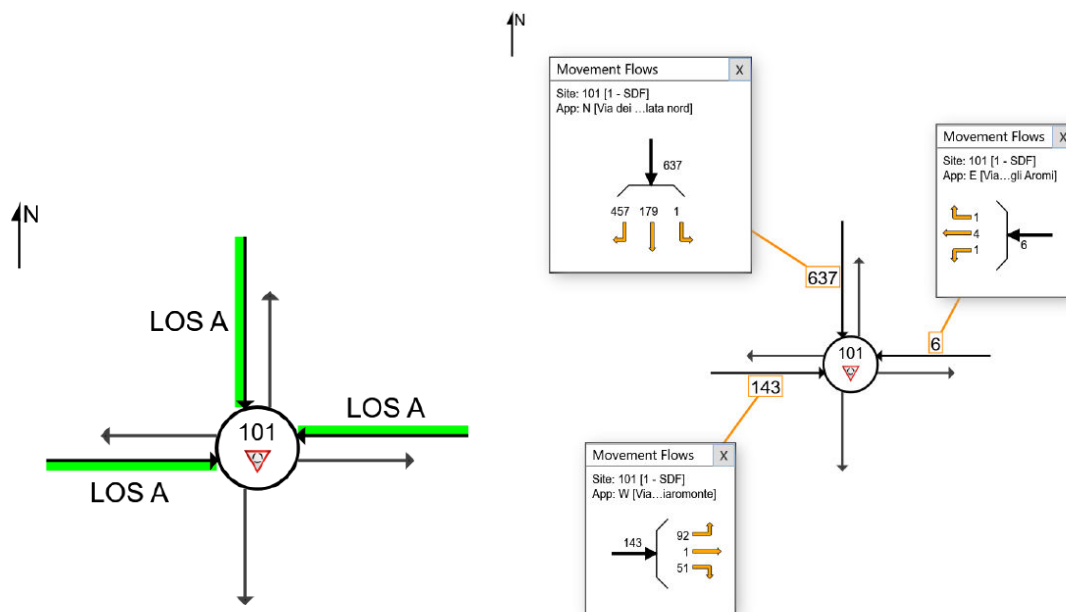 N
LOS A
LOS A
101
LOS A
N
Movement Flows X
Site: 101 [1 - SDF]
App: N [Via dei ...lata nord]
637
457 179 1
Movement Flows X
Site: 101 [1 - SDF]
App: E [Via...gli Aromi]
1
4
1
6
637
6
101
143
Movement Flows X
Site: 101 [1 - SDF]
App: W [Via...iaromonte]
143
92
1
51